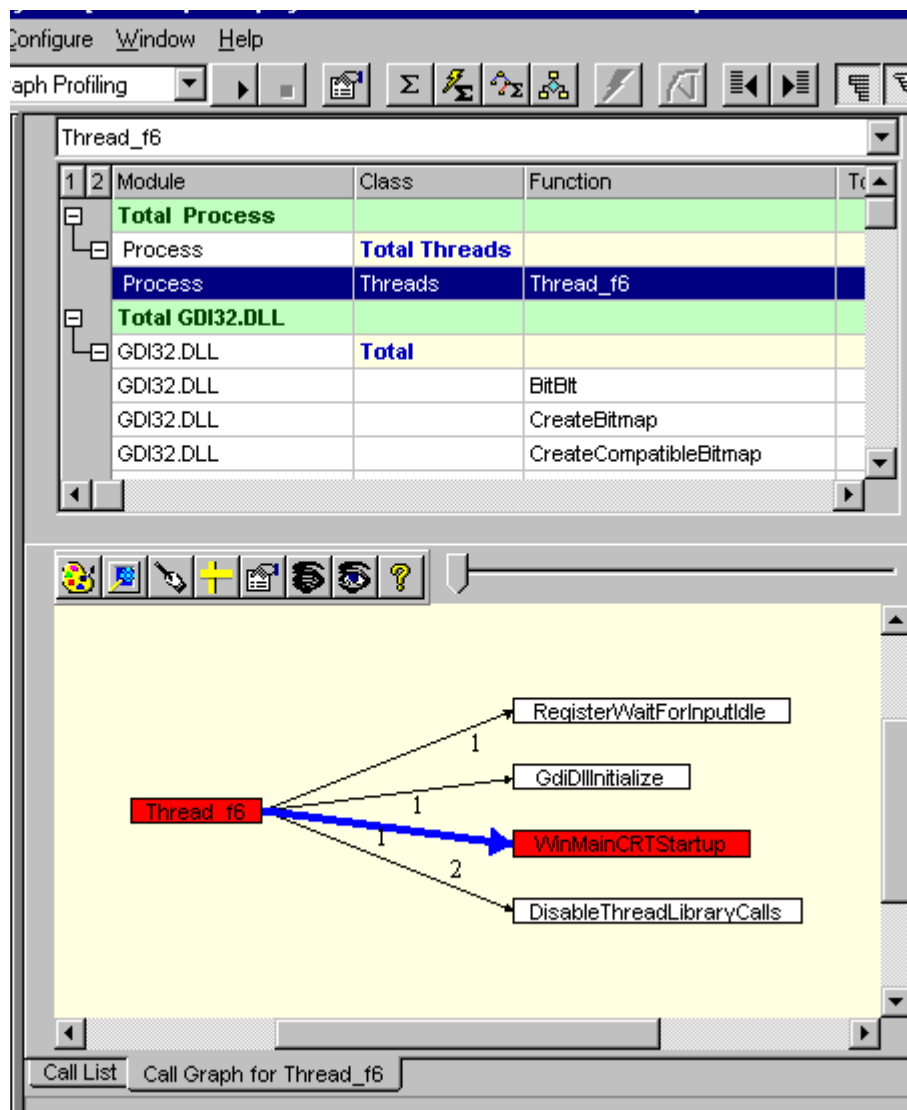 Configure Window Help
aph Profiling
Thread_f6
1 2 Module Class Function
Total Process
Process Total Threads
Process Threads Thread_f6
Total GDI32.DLL
GDI32.DLL Total
GDI32.DLL BitBlt
GDI32.DLL CreateBitmap
GDI32.DLL CreateCompatibleBitmap
RegisterWaitForInputIdle
1
GdiDllInitialize
1
Thread_f6
1
WinMainCRTStartup
2
DisableThreadLibraryCalls
Call List Call Graph for Thread_f6